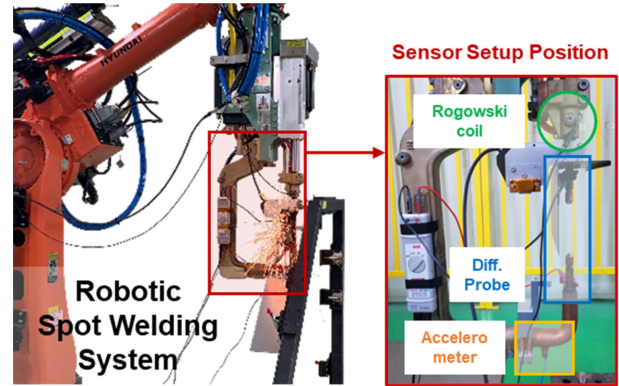 HYUNDAI
Robotic
Spot Welding
System
Sensor Setup Position
Rogowski
coil
Diff.
Probe
Accelero
meter